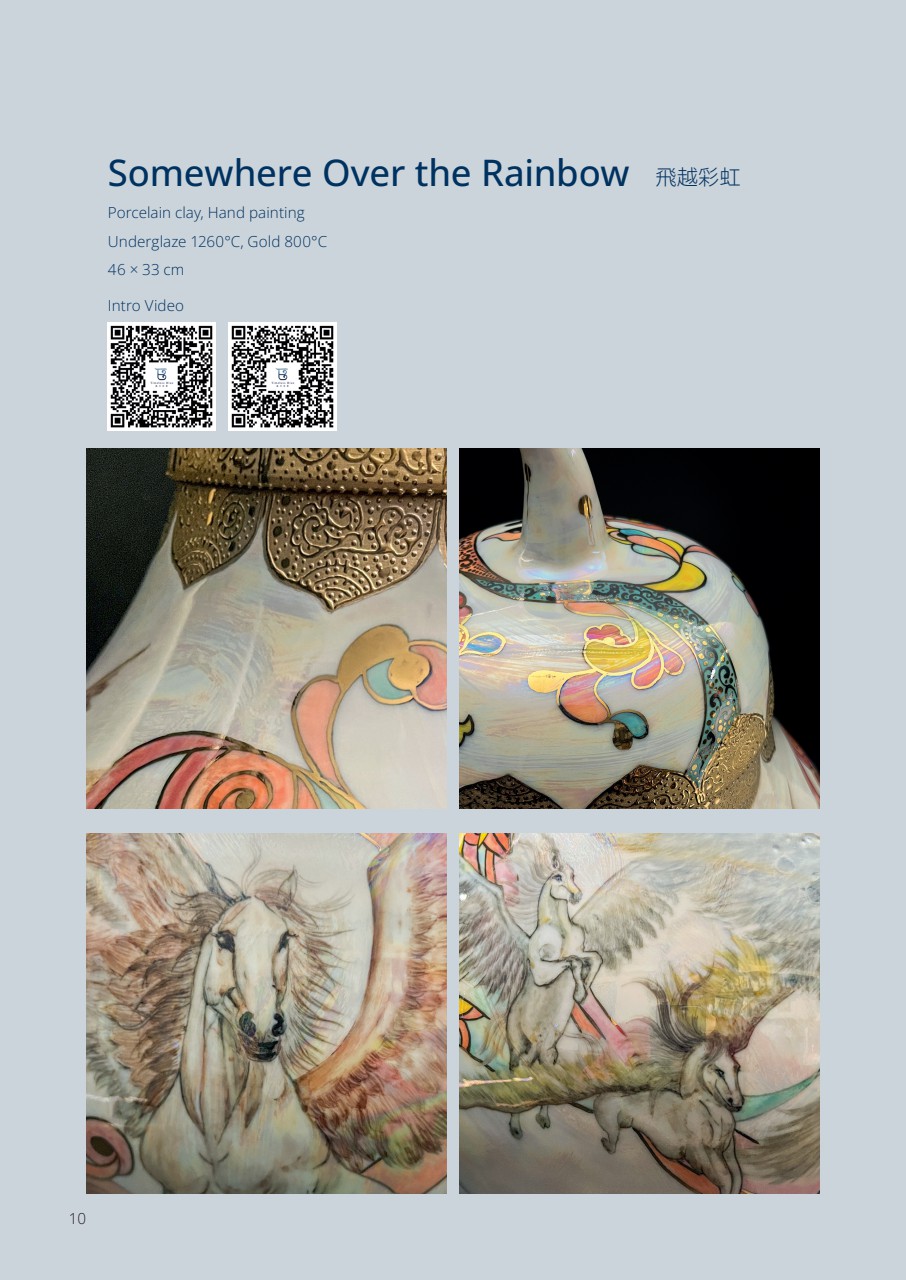 Somewhere Over the Rainbow 飛越彩虹
Porcelain clay, Hand painting
Underglaze 1260°C, Gold 800°C
46 × 33 cm
Intro Video
10